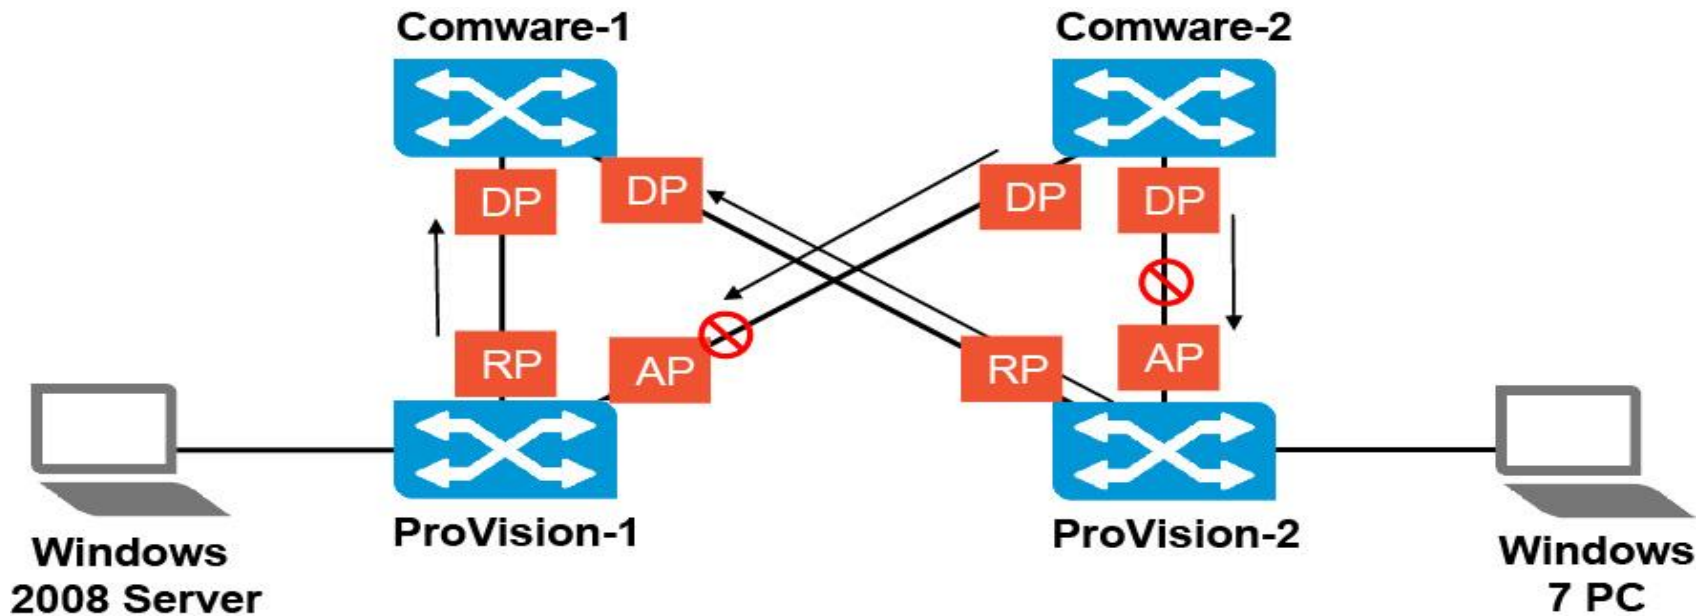 Comware-1
Comware-2
DP
DP
DP
DP
RP
AP
RP
AP
ProVision-1
ProVision-2
Windows
2008 Server
Windows
7 PC